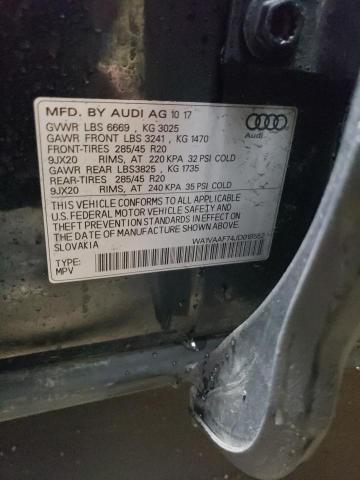 MFD. BY AUDI AG 10 17
GVWR LBS 6669 , KG 3025
GAWR FRONT LBS 3241 , KG 1470
FRONT-TIRES 285/45 R20
9JX20 RIMS, AT 220 KPA 32 PSI COLD
GAWR REAR LBS3825 , KG 1735
REAR-TIRES 285/45 R20
9JX20 RIMS, AT 240 KPA 35 PSI COLD
THIS VEHICLE CONFORMS TO ALL APPLICABLE
U.S.FEDERAL MOTOR VEHICLE SAFETY AND
THEFT PREVENTION STANDARDS IN EFFECT ON THE
DATE OF MANUFACTURE SHOWN ABOVE.
SLOVAKIA
TYPE:
MPV
Audi